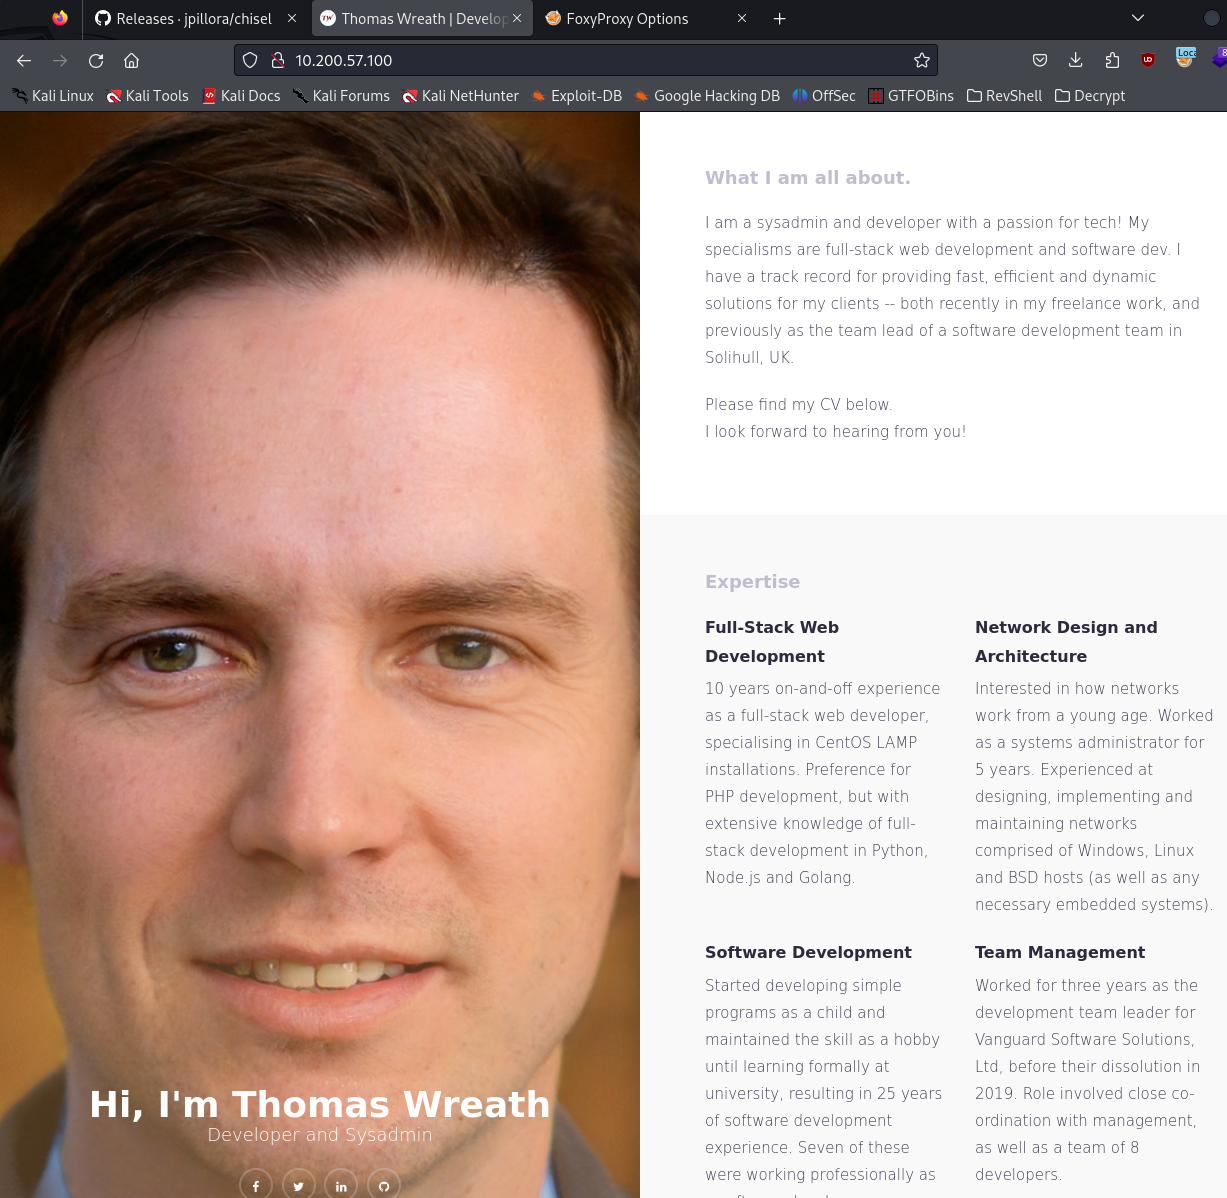 Releases · jpillora/chisel
Thomas Wreath | Develop
FoxyProxy Options
10.200.57.100
Kali Linux Kali Tools Kali Docs Kali Forums Kali NetHunter Exploit-DB Google Hacking DB OffSec GTFOBins RevShell Decrypt
Hi, I'm Thomas Wreath
Developer and Sysadmin
What I am all about.
I am a sysadmin and developer with a passion for tech! My
specialisms are full-stack web development and software dev. I
have a track record for providing fast, efficient and dynamic
solutions for my clients -- both recently in my freelance work, and
previously as the team lead of a software development team in
Solihull, UK.
Please find my CV below.
I look forward to hearing from you!
Expertise
Full-Stack Web
Development
10 years on-and-off experience
as a full-stack web developer,
specialising in CentOS LAMP
installations. Preference for
PHP development, but with
extensive knowledge of full-
stack development in Python,
Node.js and Golang.
Network Design and
Architecture
Interested in how networks
work from a young age. Worked
as a systems administrator for
5 years. Experienced at
designing, implementing and
maintaining networks
comprised of Windows, Linux
and BSD hosts (as well as any
necessary embedded systems).
Software Development
Started developing simple
programs as a child and
maintained the skill as a hobby
until learning formally at
university, resulting in 25 years
of software development
experience. Seven of these
were working professionally as
Team Management
Worked for three years as the
development team leader for
Vanguard Software Solutions,
Ltd, before their dissolution in
2019. Role involved close co-
ordination with management,
as well as a team of 8
developers.